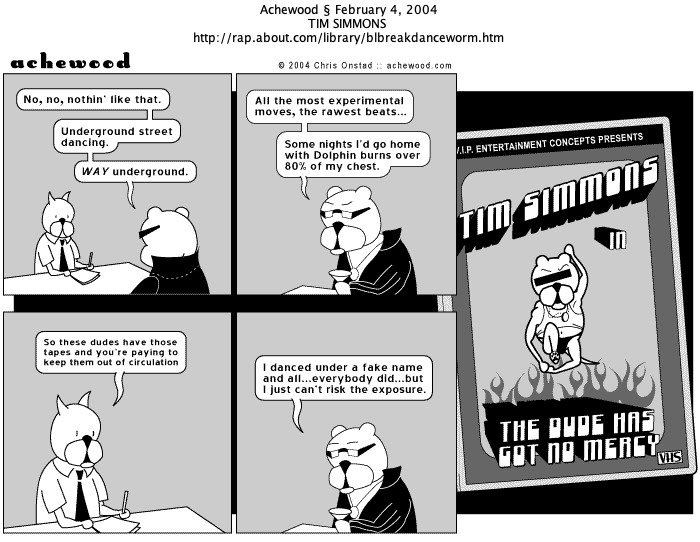 Achewood § February 4, 2004
TIM SIMMONS
http://rap.about.com/library/blbreakdanceworm.htm
achewood
© 2004 Chris Onstad :: achewood.com
No, no, nothin' like that.
Underground street
dancing.
WAY underground.
All the most experimental
moves, the rawest beats...
Some nights I'd go home
with Dolphin burns over
80% of my chest.
So these dudes have those
tapes and you're paying to
keep them out of circulation
I danced under a fake name
and all...everybody did...but
I just can't risk the exposure.
V.I.P. ENTERTAINMENT CONCEPTS PRESENTS
TIM SIMMONS
IN
THE DUDE HAS
GOT NO MERCY
VHS